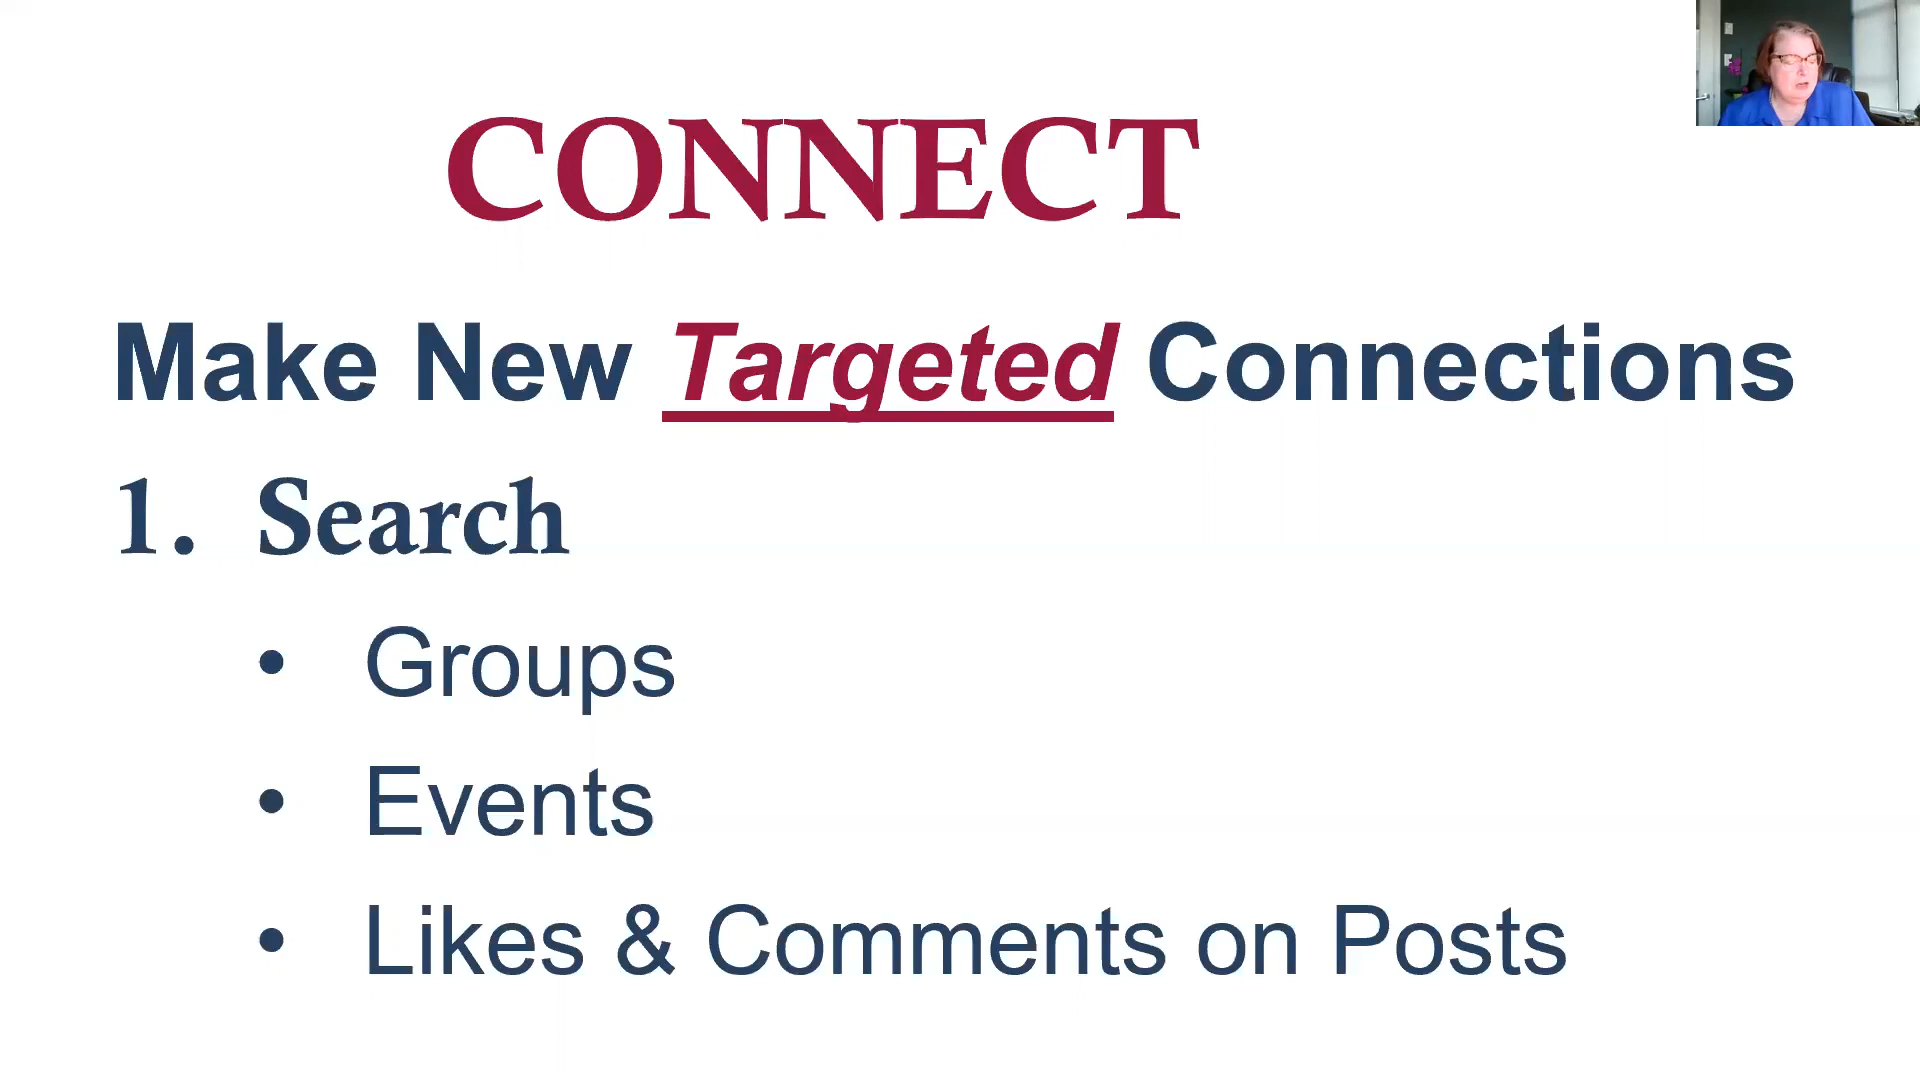 CONNECT
Make New Targeted Connections
1. Search
• Groups
• Events
• Likes & Comments on Posts